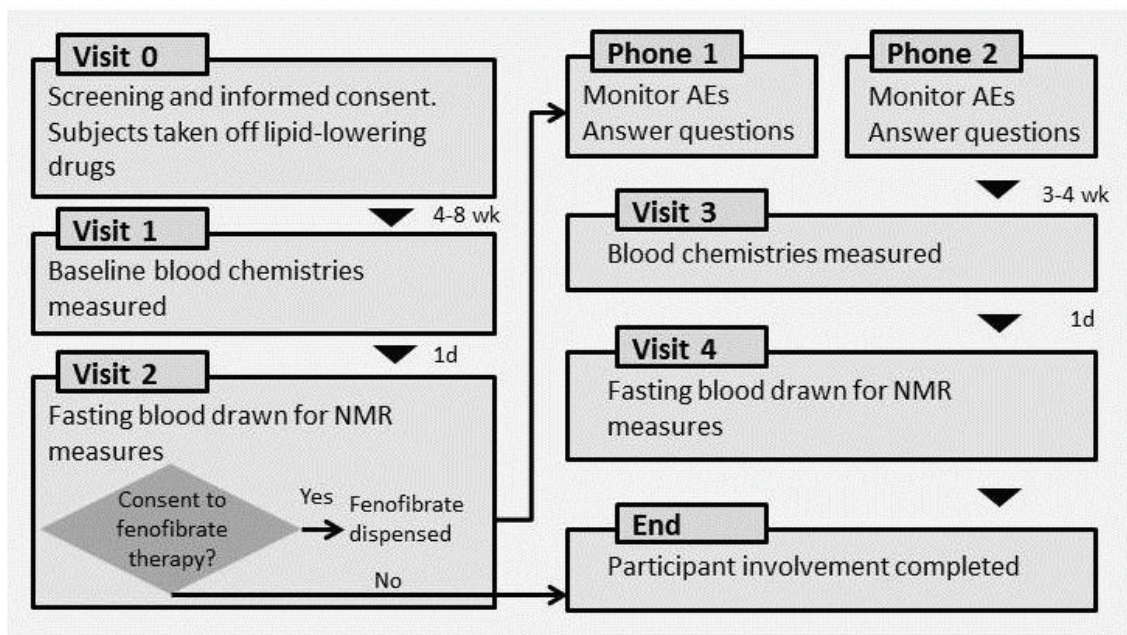 Visit 0
Screening and informed consent.
Subjects taken off lipid-lowering
drugs
4-8 wk
Visit 1
Baseline blood chemistries
measured
1d
Visit 2
Fasting blood drawn for NMR
measures
Consent to
fenofibrate
therapy?
Yes
Fenofibrate
dispensed
No
Phone 1
Monitor AEs
Answer questions
Phone 2
Monitor AEs
Answer questions
3-4 wk
Visit 3
Blood chemistries measured
1d
Visit 4
Fasting blood drawn for NMR
measures
End
Participant involvement completed